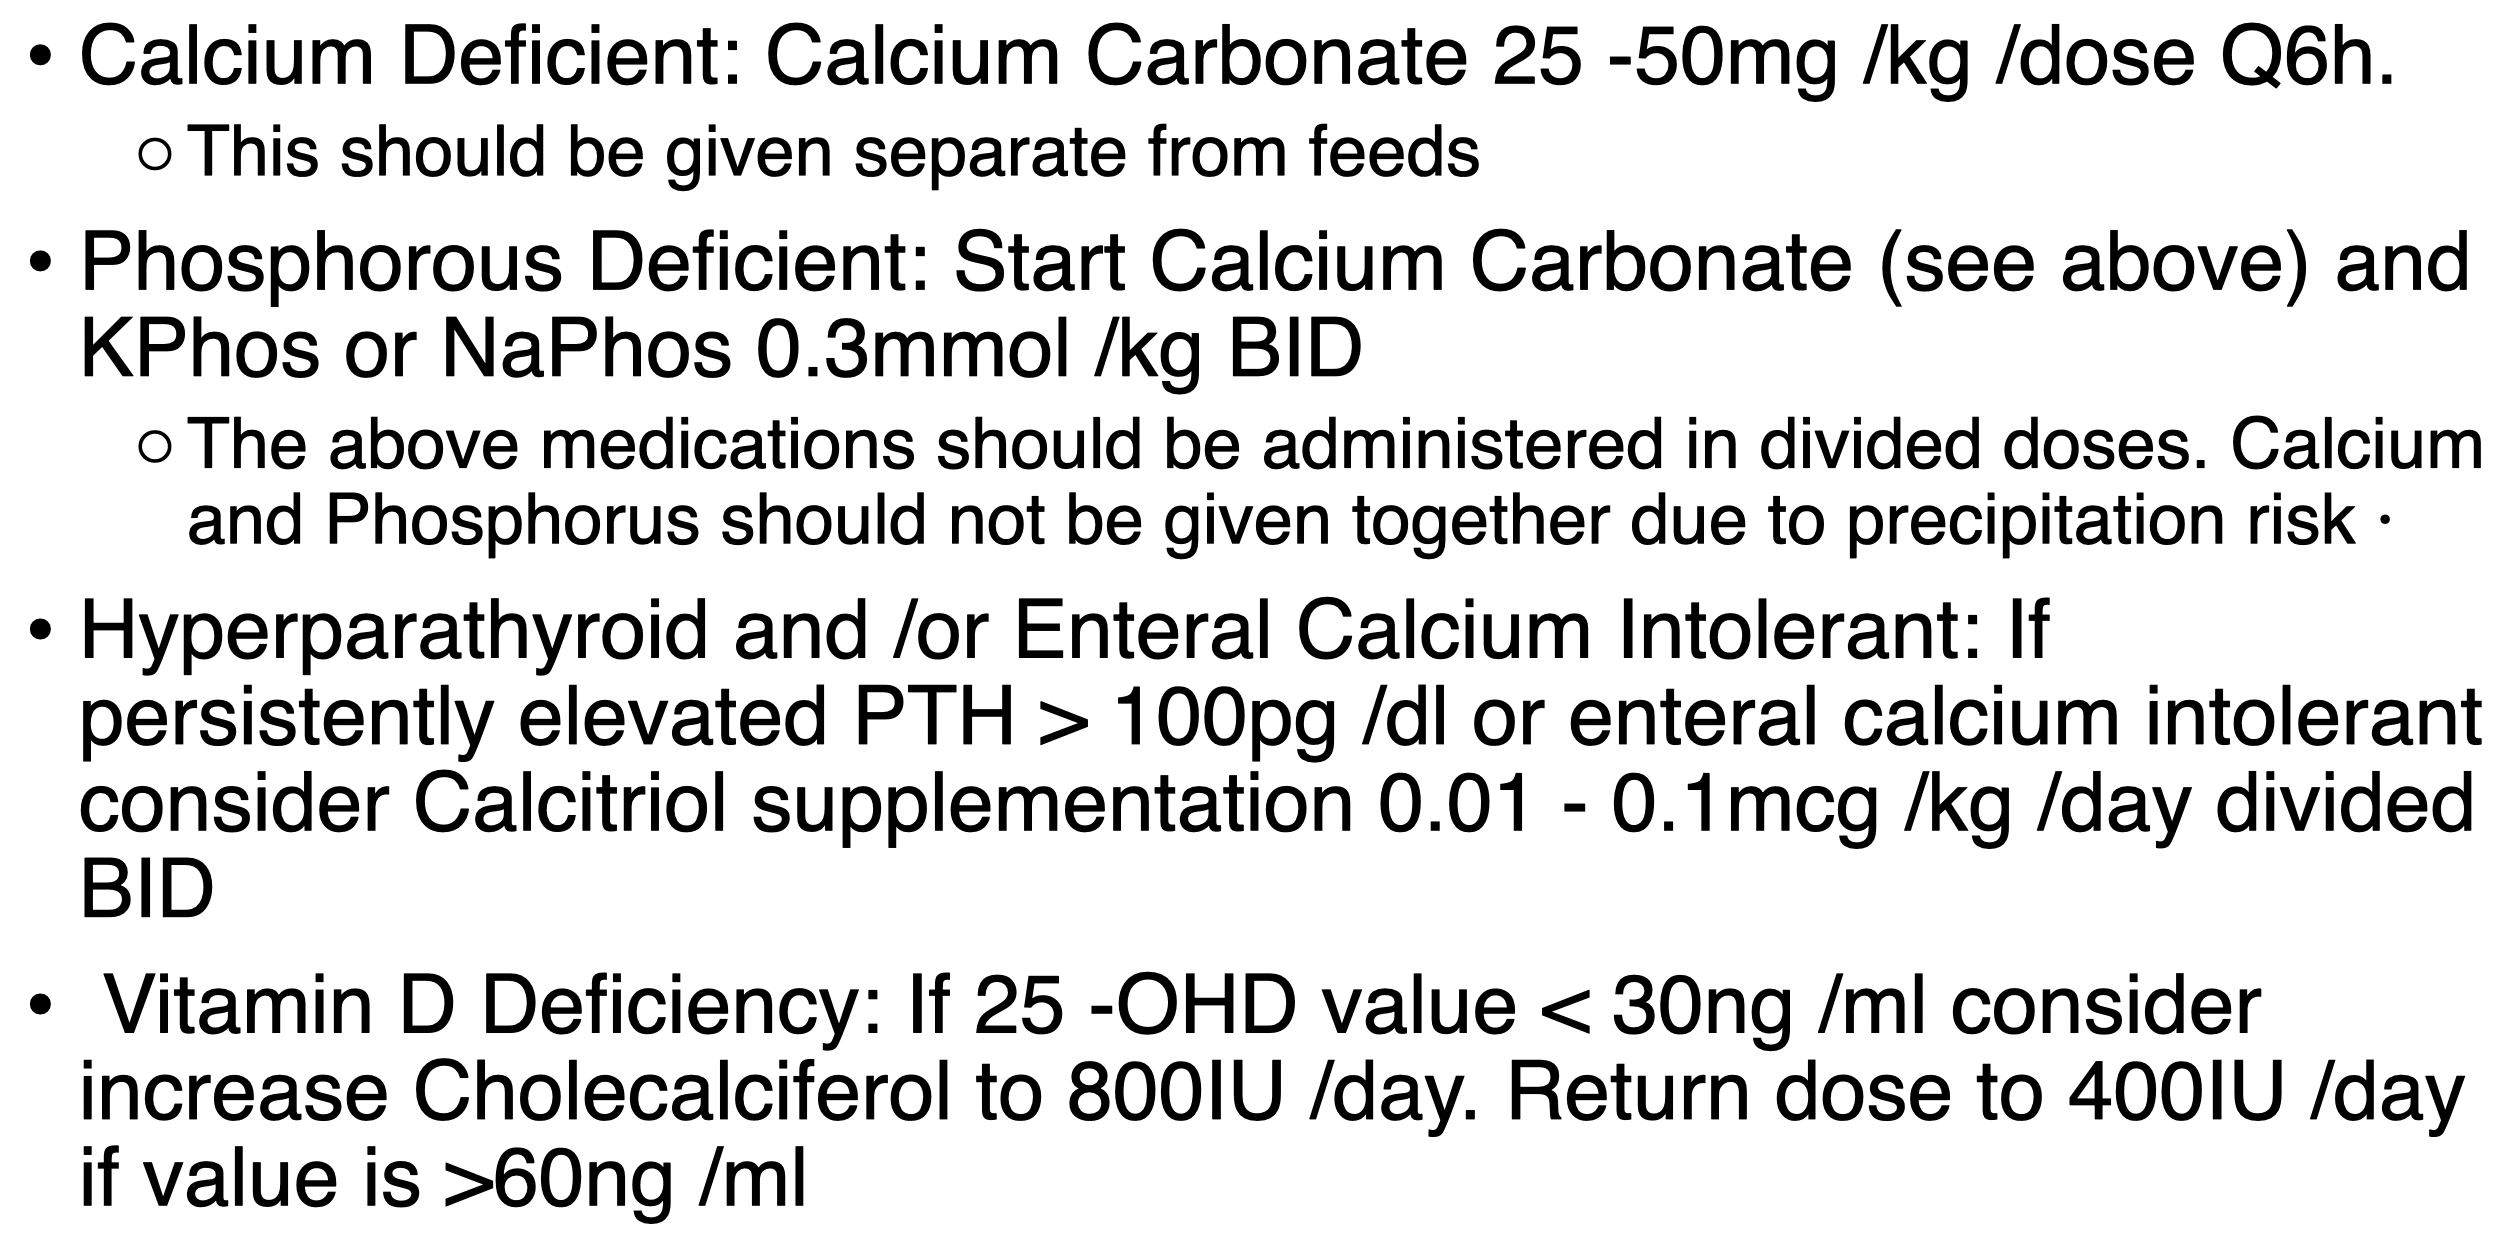 • Calcium Deficient: Calcium Carbonate 25 -50mg /kg /dose Q6h.
○ This should be given separate from feeds
• Phosphorous Deficient: Start Calcium Carbonate (see above) and
KPhos or NaPhos 0.3mmol /kg BID
○ The above medications should be administered in divided doses. Calcium
and Phosphorus should not be given together due to precipitation risk ·
• Hyperparathyroid and /or Enteral Calcium Intolerant: If
persistently elevated PTH > 100pg /dl or enteral calcium intolerant
consider Calcitriol supplementation 0.01 - 0.1mcg /kg /day divided
BID
• Vitamin D Deficiency: If 25 -OHD value < 30ng /ml consider
increase Cholecalciferol to 800IU /day. Return dose to 400IU /day
if value is >60ng /ml